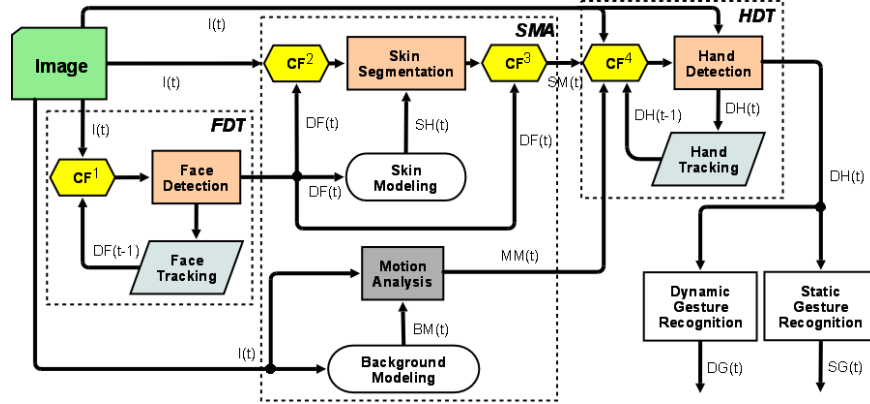 I(t)
SMA
HDT
Image
CF2
Skin
Segmentation
CF3
CF4
Hand
Detection
I(t)
SM(t)
I(t)
FDT
DF(t)
SH(t)
DF(t)
DH(t-1)
DH(t)
CF1
Face
Detection
DF(t)
Skin
Modeling
Hand
Tracking
DH(t)
DF(t-1)
Face
Tracking
Motion
Analysis
MM(t)
Dynamic
Gesture
Recognition
Static
Gesture
Recognition
BM(t)
I(t)
Background
Modeling
DG(t)
SG(t)